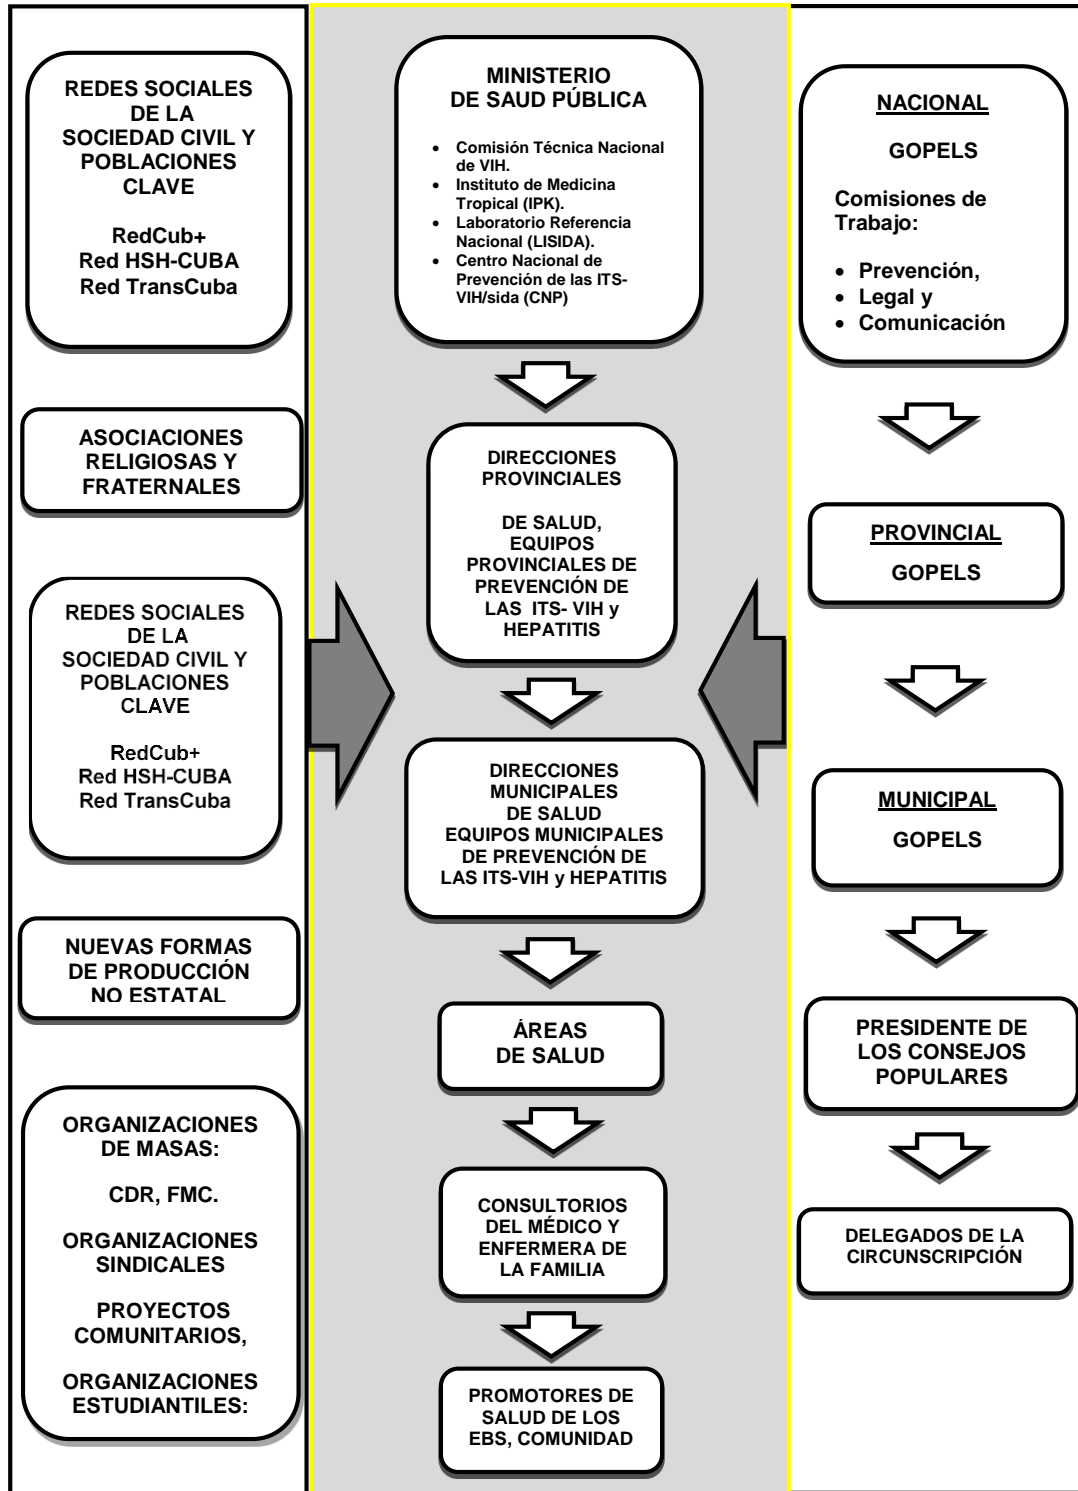 REDES SOCIALES
DE LA
SOCIEDAD CIVIL Y
POBLACIONES
CLAVE
RedCub+
Red HSH-CUBA
Red TransCuba
ASOCIACIONES
RELIGIOSAS Y
FRATERNALES
REDES SOCIALES
DE LA
SOCIEDAD CIVIL Y
POBLACIONES
CLAVE
RedCub+
Red HSH-CUBA
Red TransCuba
NUEVAS FORMAS
DE PRODUCCIÓN
NO ESTATAL
ORGANIZACIONES
DE MASAS:
CDR, FMC.
ORGANIZACIONES
SINDICALES
PROYECTOS
COMUNITARIOS,
ORGANIZACIONES
ESTUDIANTILES:
MINISTERIO
DE SAUD PÚBLICA
• Comisión Técnica Nacional
de VIH.
• Instituto de Medicina
Tropical (IPK).
• Laboratorio Referencia
Nacional (LISIDA).
• Centro Nacional de
Prevención de las ITS-
VIH/sida (CNP)
DIRECCIONES
PROVINCIALES
DE SALUD,
EQUIPOS
PROVINCIALES DE
PREVENCIÓN DE
LAS ITS- VIH y
HEPATITIS
DIRECCIONES
MUNICIPALES
DE SALUD
EQUIPOS MUNICIPALES
DE PREVENCIÓN DE
LAS ITS-VIH y HEPATITIS
ÁREAS
DE SALUD
CONSULTORIOS
DEL MÉDICO Y
ENFERMERA DE
LA FAMILIA
PROMOTORES DE
SALUD DE LOS
EBS, COMUNIDAD
NACIONAL
GOPELS
Comisiones de
Trabajo:
• Prevención,
• Legal y
• Comunicación
PROVINCIAL
GOPELS
MUNICIPAL
GOPELS
PRESIDENTE DE
LOS CONSEJOS
POPULARES
DELEGADOS DE LA
CIRCUNSCRIPCIÓN